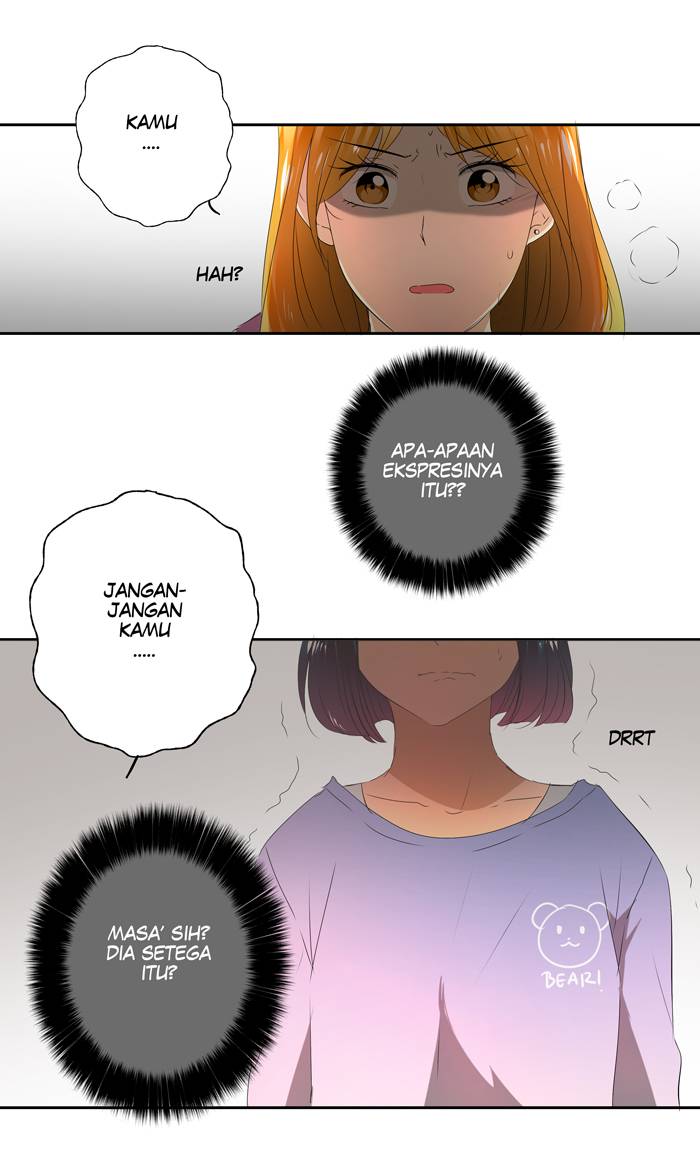 KAMU
....
HAH?
APA-APAAN
EKSPRESINYA
ITU??
JANGAN-
JANGAN
KAMU
.....
DRRT
MASA' SIH?
DIA SETEGA
ITU?
BEAR!